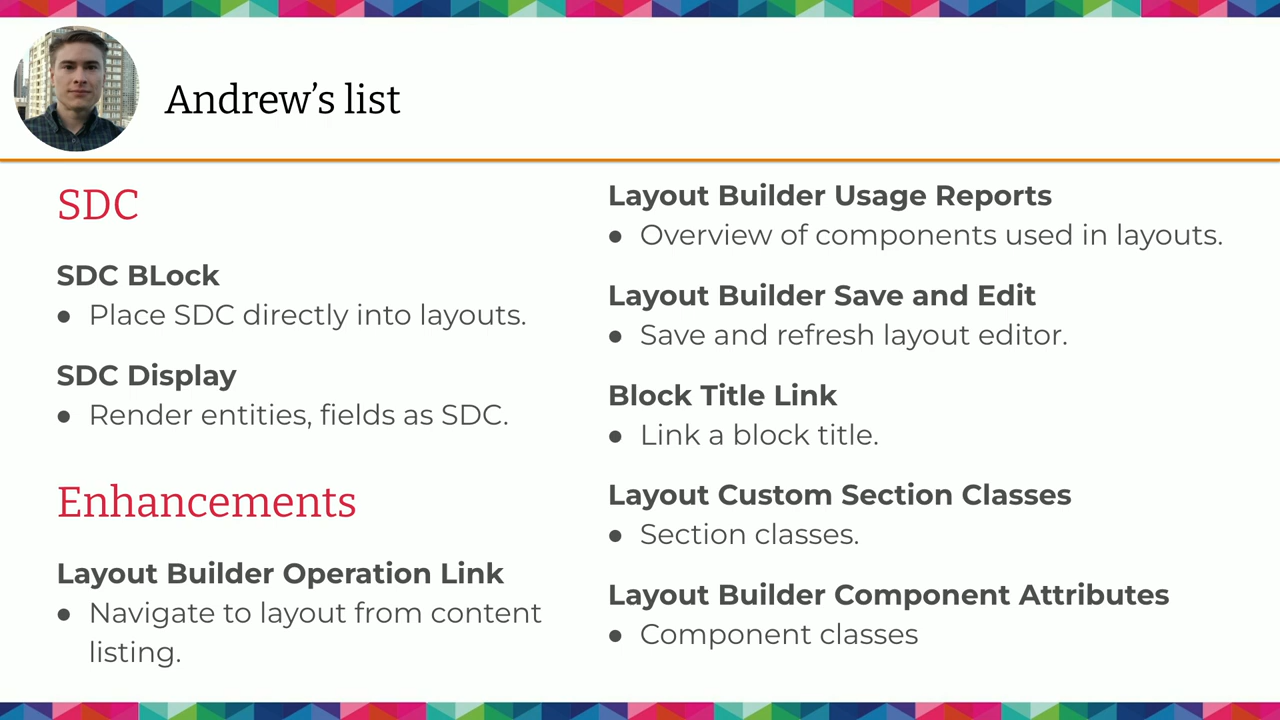 Andrew’s list
SDC
SDC BLock
● Place SDC directly into layouts.
SDC Display
● Render entities, fields as SDC.
Enhancements
Layout Builder Operation Link
● Navigate to layout from content
listing.
Layout Builder Usage Reports
● Overview of components used in layouts.
Layout Builder Save and Edit
● Save and refresh layout editor.
Block Title Link
● Link a block title.
Layout Custom Section Classes
● Section classes.
Layout Builder Component Attributes
● Component classes